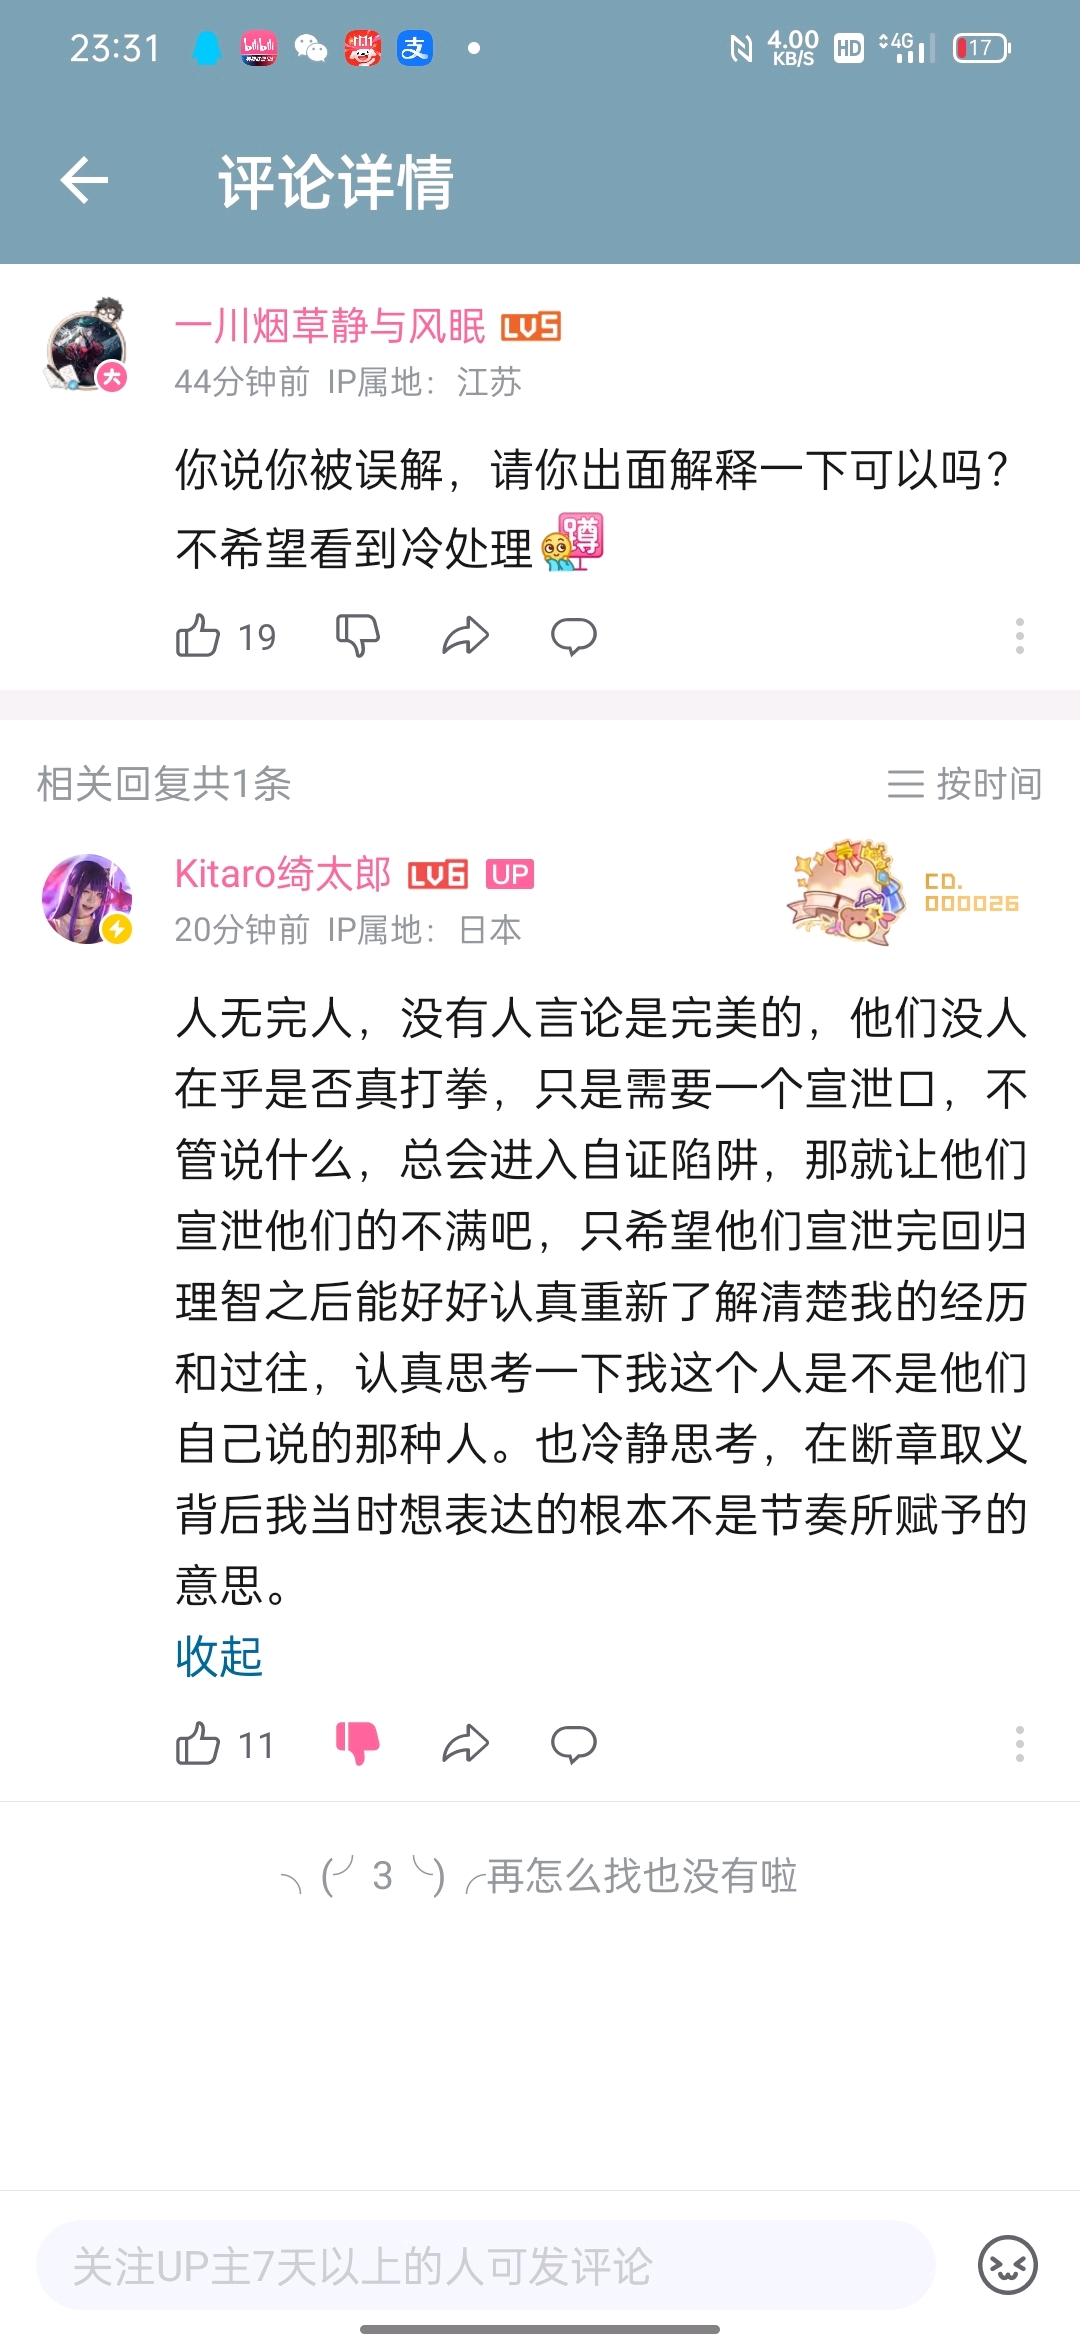 23:31
4.00
KB/S
HD
4G
17
评论详情
一川烟草静与风眠 LV5
44分钟前 IP属地：江苏
你说你被误解，请你出面解释一下可以吗？
不希望看到冷处理
蹲
19
相关回复共1条
按时间
Kitaro绮太郎 LV6 UP
20分钟前 IP属地：日本
CD.
000026
人无完人，没有人言论是完美的，他们没人
在乎是否真打拳，只是需要一个宣泄口，不
管说什么，总会进入自证陷阱，那就让他们
宣泄他们的不满吧，只希望他们宣泄完回归
理智之后能好好认真重新了解清楚我的经历
和过往，认真思考一下我这个人是不是他们
自己说的那种人。也冷静思考，在断章取义
背后我当时想表达的根本不是节奏所赋予的
意思。
收起
11
╮(╯3╰)╭再怎么找也没有啦
关注UP主7天以上的人可发评论